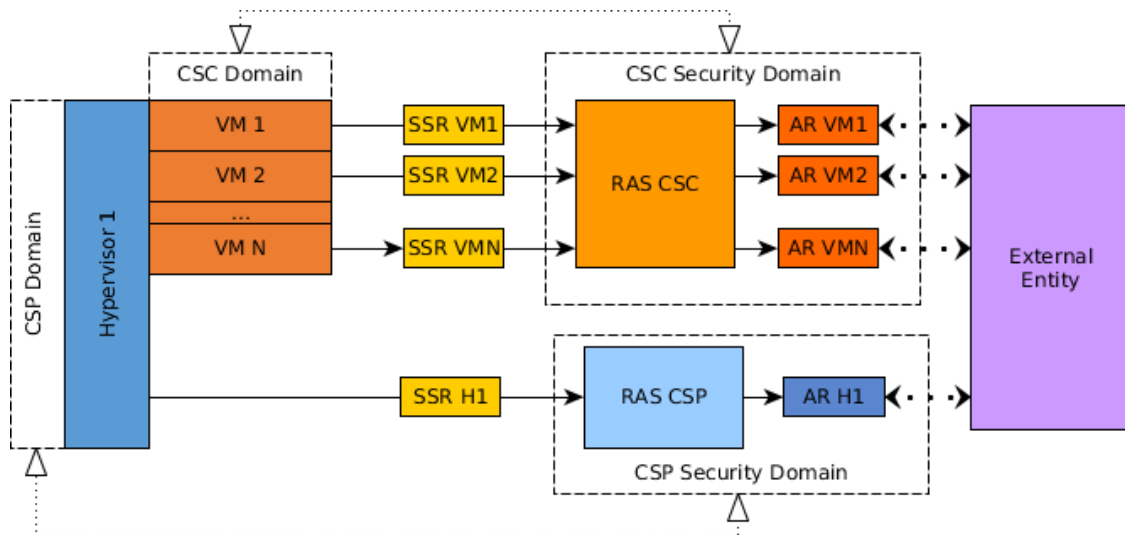 CSC Domain
CSC Security Domain
VM 1
SSR VM1
AR VM1
VM 2
SSR VM2
RAS CSC
AR VM2
...
VM N
SSR VMN
AR VMN
CSP Domain
Hypervisor 1
External
Entity
SSR H1
RAS CSP
AR H1
CSP Security Domain